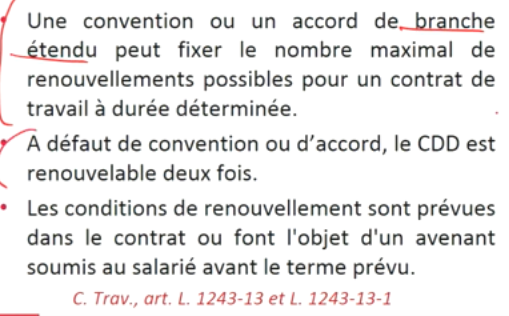 Une convention ou un accord de branche
étendu peut fixer le nombre maximal de
renouvellements possibles pour un contrat de
travail à durée déterminée.
A défaut de convention ou d'accord, le CDD est
renouvelable deux fois.
• Les conditions de renouvellement sont prévues
dans le contrat ou font l'objet d'un avenant
soumis au salarié avant le terme prévu.
C. Trav., art. L. 1243-13 et L. 1243-13-1